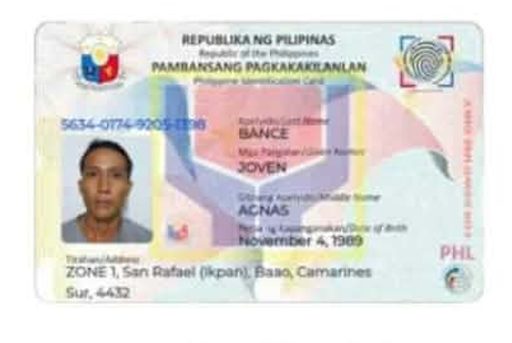 REPUBLIKA NG PILIPINAS
Republic of the Philippines
PAMBANSANG PAGKAKAKILANLAN
Philippine Identification Card
5634-0174-9205-
Apelyido/Last Name
BANCE
Mga Pangalan/Given Names
JOVEN
Gitnang Apelyido/Middle Name
AGNAS
Petsa ng Kapanganakan/Date of Birth
November 4, 1989
PHL
Tirahan/Address
ZONE 1, San Rafael (Ikpan), Baao, Camarines
Sur, 4432